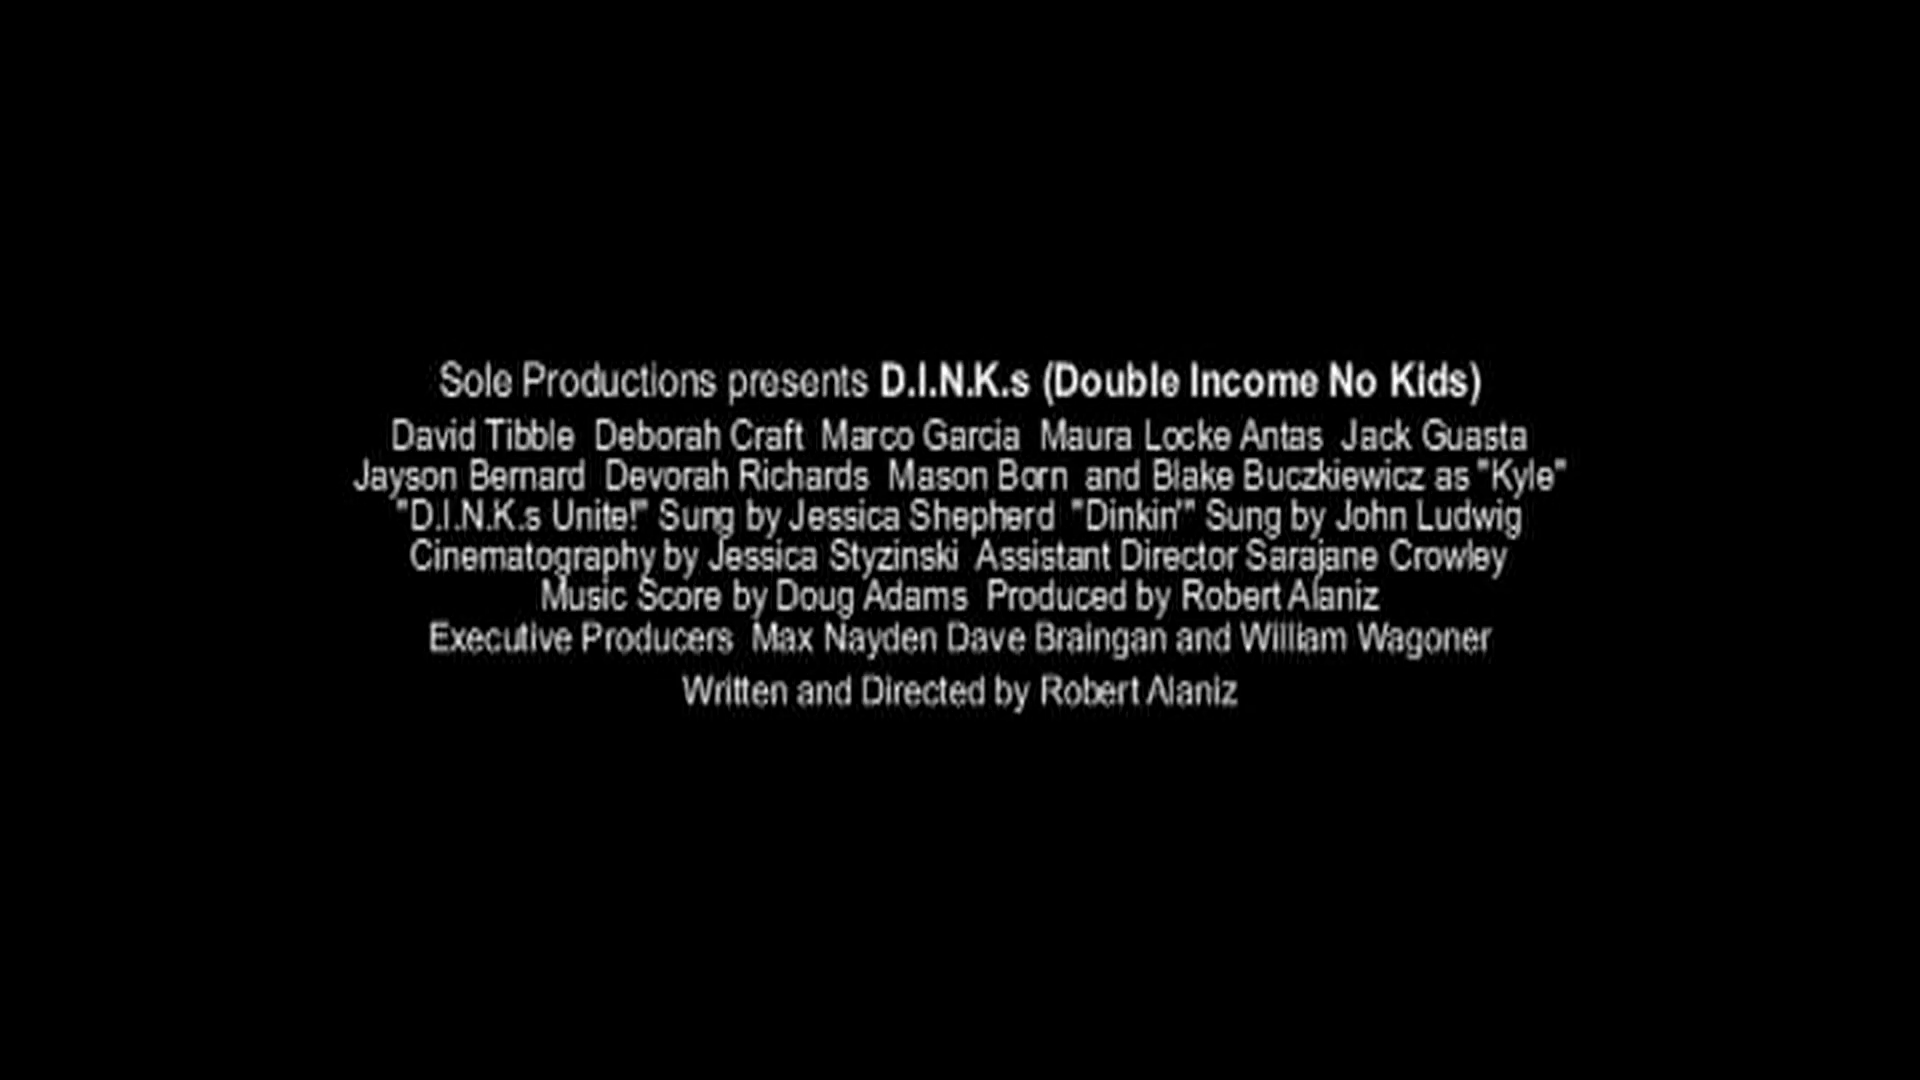 Sole Productions presents D.I.N.K.s (Double Income No Kids)
David Tibble Deborah Craft Marco Garcia Maura Locke Antas Jack Guasta
Jayson Bernard Devorah Richards Mason Born and Blake Buczkiewicz as "Kyle"
"D.I.N.K.s Unite!" Sung by Jessica Shepherd "Dinkin'" Sung by John Ludwig
Cinematography by Jessica Styzinski Assistant Director Sarajane Crowley
Music Score by Doug Adams Produced by Robert Alaniz
Executive Producers Max Nayden Dave Braingan and William Wagoner
Written and Directed by Robert Alaniz